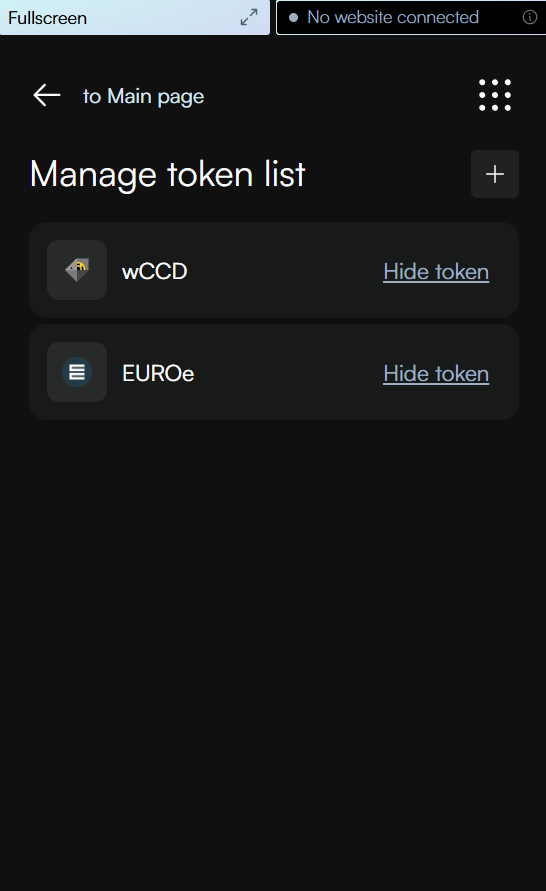 Fullscreen
No website connected
to Main page
Manage token list
wCCD
Hide token
EUROe
Hide token